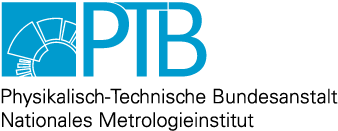 PTB
Physikalisch-Technische Bundesanstalt
Nationales Metrologieinstitut